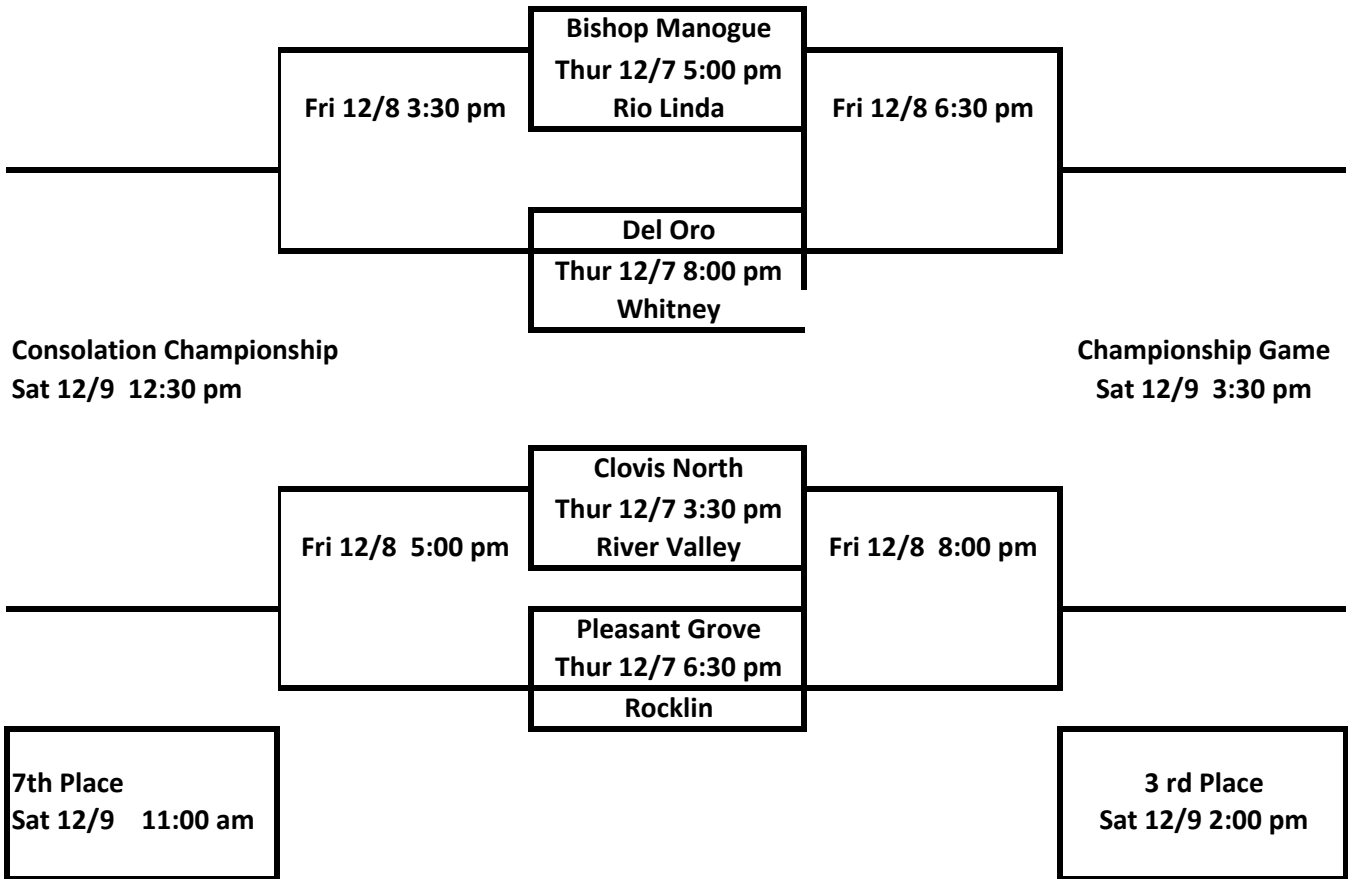 Bishop Manogue
Thur 12/7 5:00 pm
Fri 12/8 3:30 pm
Rio Linda
Fri 12/8 6:30 pm
Del Oro
Thur 12/7 8:00 pm
Whitney
Consolation Championship
Sat 12/9 12:30 pm
Championship Game
Sat 12/9 3:30 pm
Clovis North
Thur 12/7 3:30 pm
Fri 12/8 5:00 pm
River Valley
Fri 12/8 8:00 pm
Pleasant Grove
Thur 12/7 6:30 pm
Rocklin
7th Place
Sat 12/9 11:00 am
3 rd Place
Sat 12/9 2:00 pm